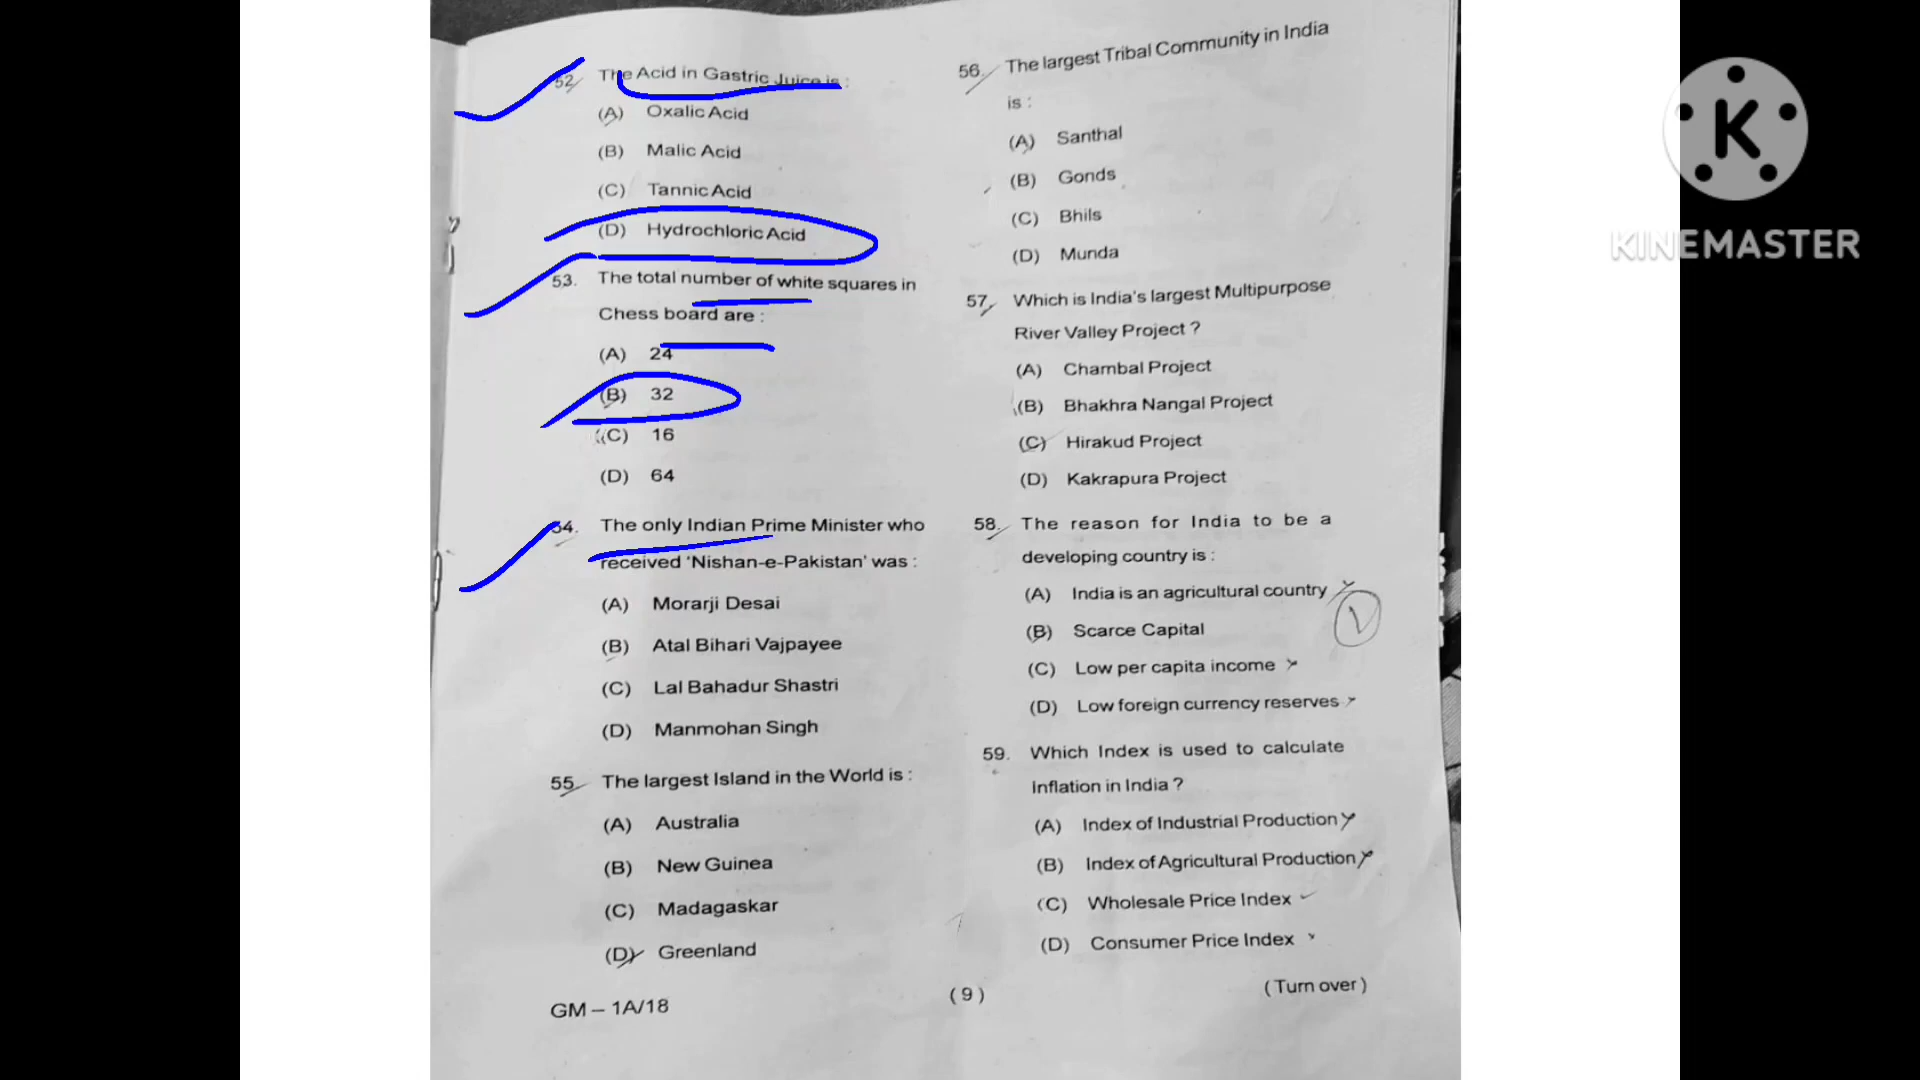 52. The Acid in Gastric Juice is :
(A) Oxalic Acid
(B) Malic Acid
(C) Tannic Acid
(D) Hydrochloric Acid
53. The total number of white squares in
Chess board are :
(A) 24
(B) 32
(C) 16
(D) 64
54. The only Indian Prime Minister who
received ‘Nishan-e-Pakistan’ was :
(A) Morarji Desai
(B) Atal Bihari Vajpayee
(C) Lal Bahadur Shastri
(D) Manmohan Singh
55. The largest Island in the World is :
(A) Australia
(B) New Guinea
(C) Madagaskar
(D) Greenland
GM – 1A/18
56. The largest Tribal Community in India
is :
(A) Santhal
(B) Gonds
(C) Bhils
(D) Munda
57. Which is India's largest Multipurpose
River Valley Project ?
(A) Chambal Project
(B) Bhakhra Nangal Project
(C) Hirakud Project
(D) Kakrapura Project
58. The reason for India to be a
developing country is :
(A) India is an agricultural country
(B) Scarce Capital
(C) Low per capita income
(D) Low foreign currency reserves
59. Which Index is used to calculate
Inflation in India ?
(A) Index of Industrial Production
(B) Index of Agricultural Production
(C) Wholesale Price Index
(D) Consumer Price Index
( 9 )
( Turn over )
K
KINEMASTER